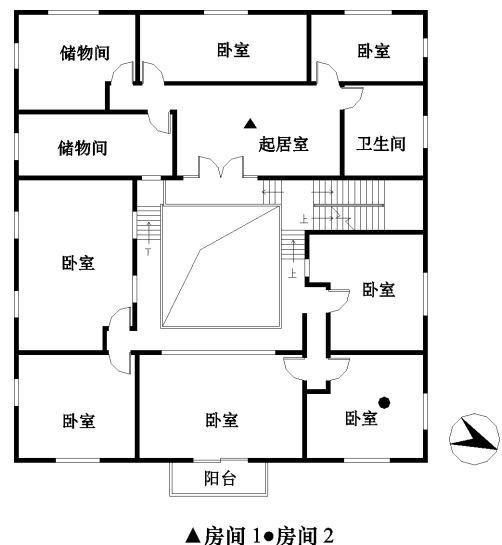 储物间 卧室 卧室
储物间 起居室 卫生间
上
卧室 下 上 卧室
卧室 卧室 卧室
阳台
▲房间 1●房间 2